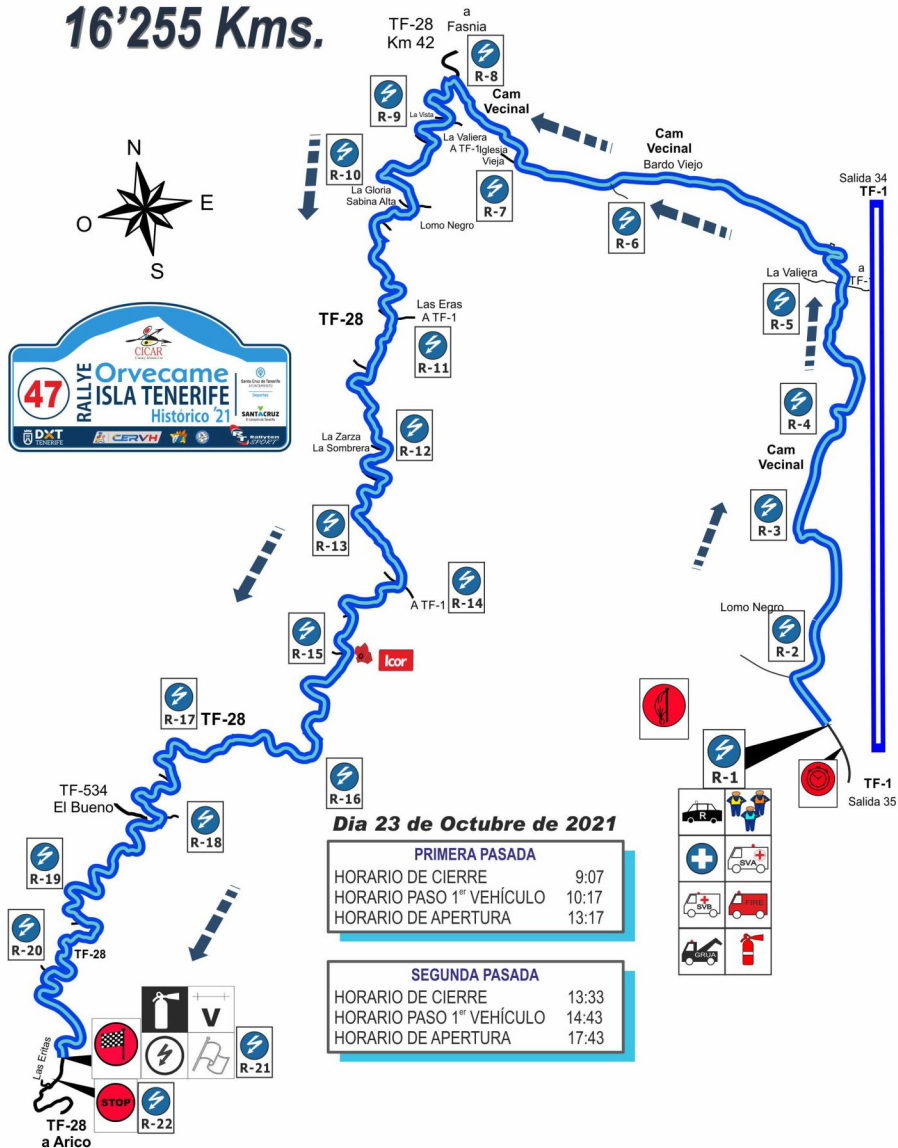 16'255 Kms.
TF-28
Km 42
a
Fasnia
R-8
Cam
Vecinal
R-9
La Vista
La Valiera
A TF-1
Iglesia
Vieja
R-10
R-7
La Gloria
Sabina Alta
Lomo Negro
Cam
Vecinal
Bardo Viejo
R-6
Salida 34
TF-1
La Valiera
a
TF-1
R-5
N
O
E
S
TF-28
Las Eras
A TF-1
R-11
R-4
CICAR
47
RALLYE
Orvecame
ISLA TENERIFE
Histórico '21
Santa Cruz de Tenerife
AYUNTAMIENTO
Deportes
SANTACRUZ
DXT
TENERIFE
CERVH
Rallyten
SPORT
La Zarza
La Sombrera
R-12
Cam
Vecinal
R-3
R-13
A TF-1
R-14
Lomo Negro
R-2
R-15
Icor
R-17
TF-28
R-1
TF-1
Salida 35
R-16
TF-534
El Bueno
R-18
R
SVA
SVB
FIRE
GRUA
R-19
R-20
TF-28
Dia 23 de Octubre de 2021
PRIMERA PASADA
HORARIO DE CIERRE 9:07
HORARIO PASO 1er VEHÍCULO 10:17
HORARIO DE APERTURA 13:17
SEGUNDA PASADA
HORARIO DE CIERRE 13:33
HORARIO PASO 1er VEHÍCULO 14:43
HORARIO DE APERTURA 17:43
V
R-21
Las Eritas
STOP
R-22
TF-28
a Arico